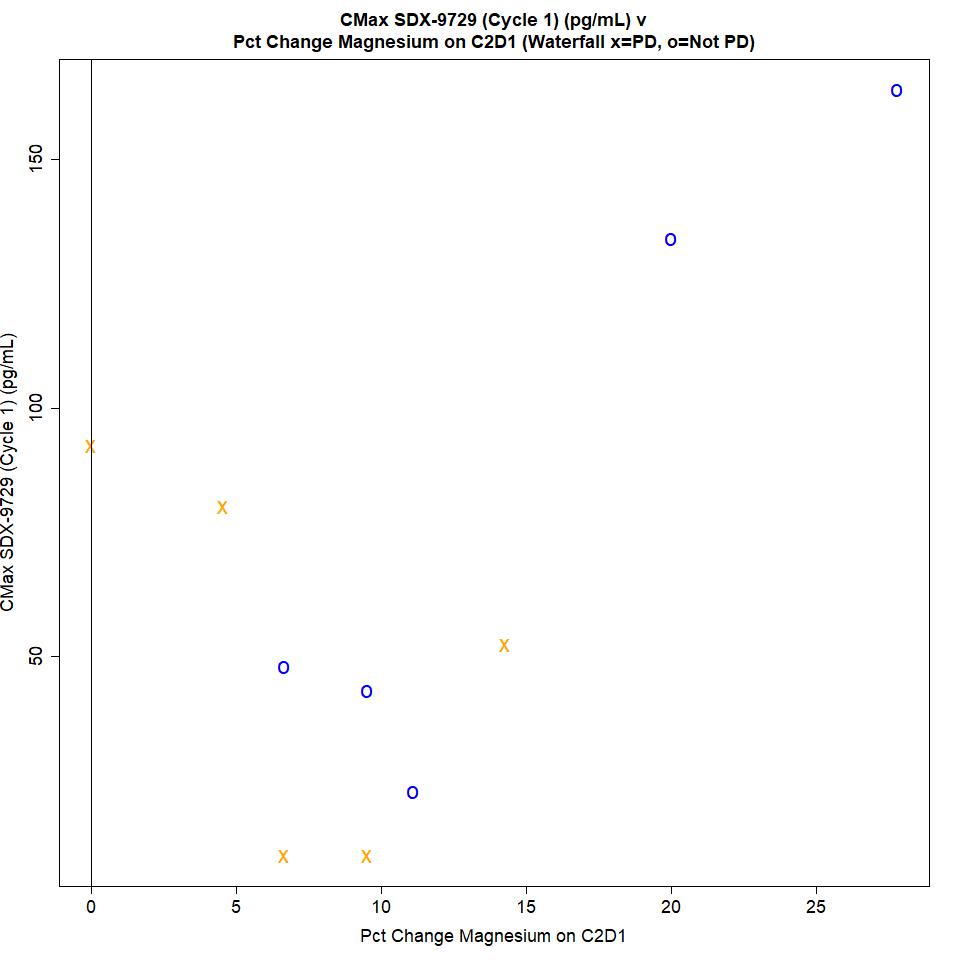 CMax SDX-9729 (Cycle 1) (pg/mL) v
Pct Change Magnesium on C2D1 (Waterfall x=PD, o=Not PD)
CMax SDX-9729 (Cycle 1) (pg/mL)
150
100
50
O
O
X
X
X
O
O
O
X
X
0 5 10 15 20 25
Pct Change Magnesium on C2D1